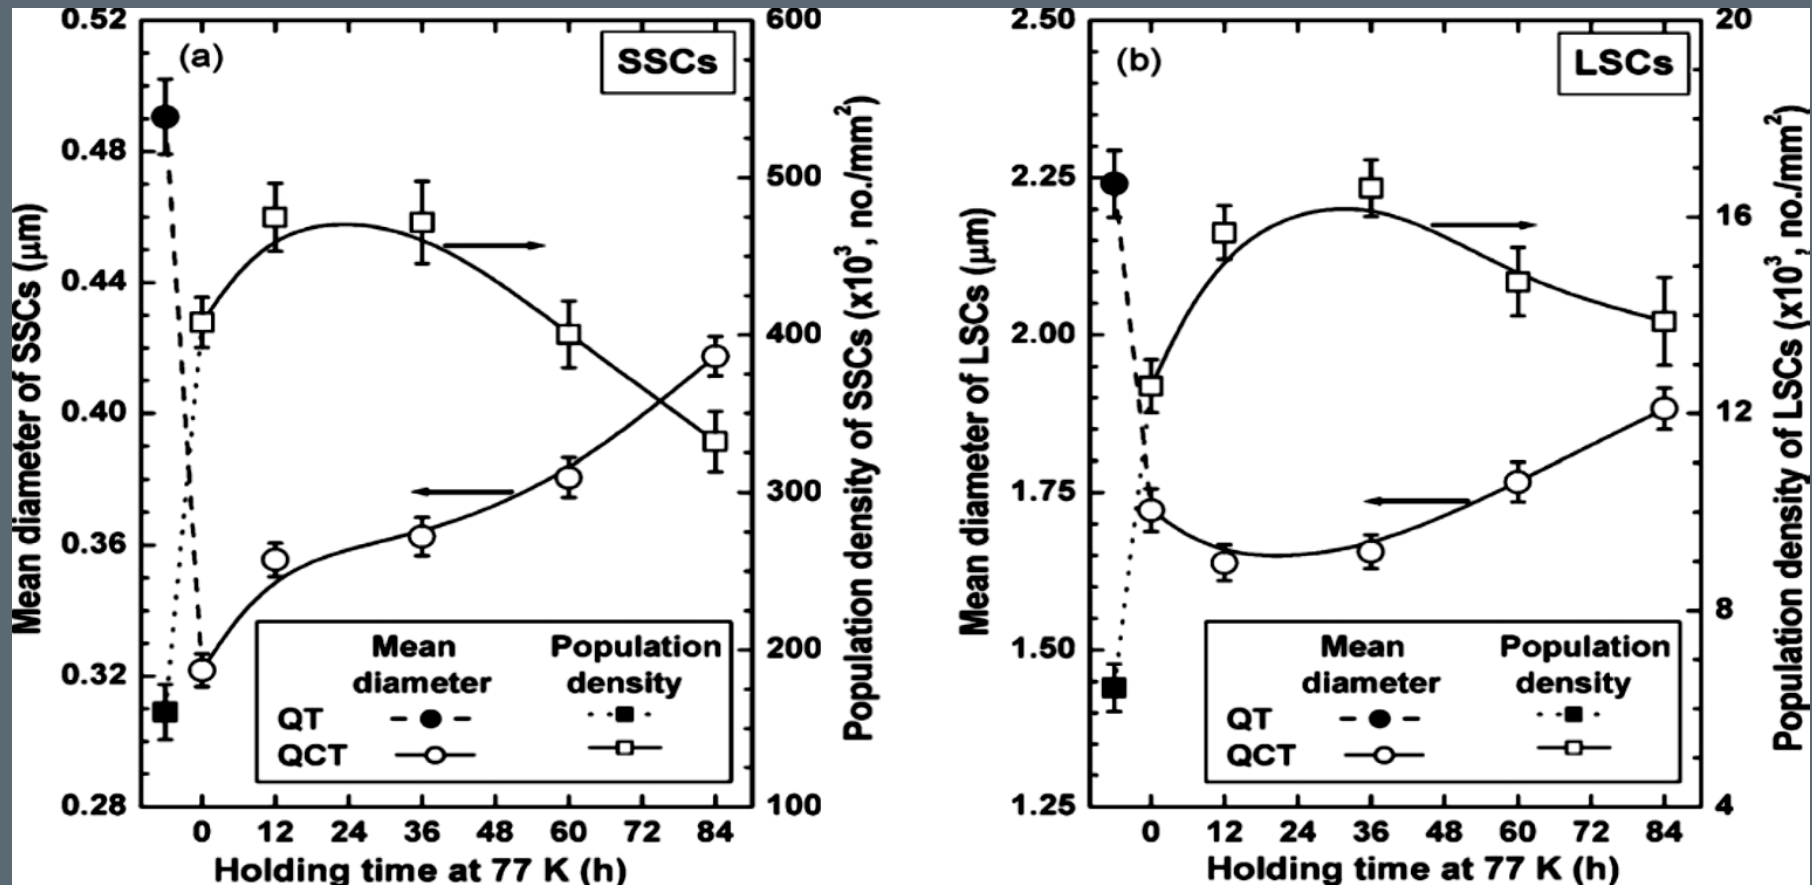 (a)
SSCs
0.52
0.48
0.44
0.40
0.36
0.32
0.28
Mean diameter of SSCs (μm)
600
500
400
300
200
100
Population density of SSCs (x10³, no./mm²)
Mean diameter
Population density
QT
QCT
0 12 24 36 48 60 72 84
Holding time at 77 K (h)
(b)
LSCs
2.50
2.25
2.00
1.75
1.50
1.25
Mean diameter of LSCs (μm)
20
16
12
8
4
Population density of LSCs (x10³, no./mm²)
Mean diameter
Population density
QT
QCT
0 12 24 36 48 60 72 84
Holding time at 77 K (h)